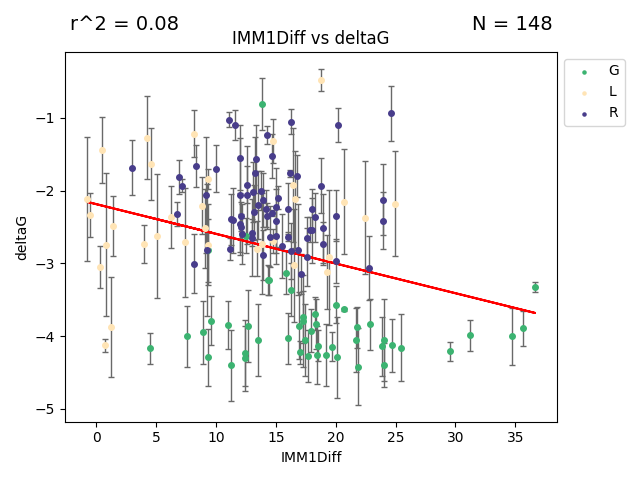 r^2 = 0.08
N = 148
IMM1Diff vs deltaG
G
L
R
deltaG
−1
−2
−3
−4
−5
0 5 10 15 20 25 30 35
IMM1Diff